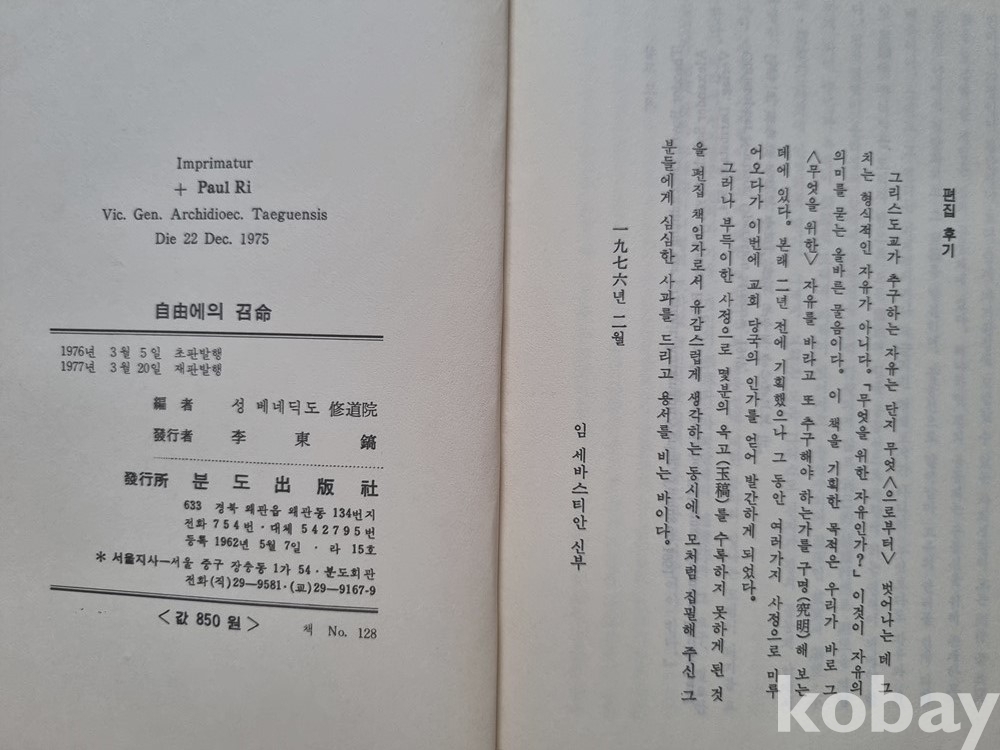 편집 후기
그리스도교가 추구하는 자유는 단지 무엇〈으로부터〉 벗어나는 데 그
치는 형식적인 자유가 아니다. 「무엇을 위한 자유인가?」 이것이 자유의
의미를 묻는 올바른 물음이다. 이 책을 기획한 목적은 우리가 바로 그
〈무엇을 위한〉 자유를 바라고 또 추구해야 하는가를 구명(究明)해 보는
데에 있다. 본래 二년 전에 기획했으나 그 동안 여러가지 사정으로 미루
어오다가 이번에 교회 당국의 인가를 얻어 발간하게 되었다.
그러나 부득이한 사정으로 몇분의 옥고(玉稿)를 수록하지 못하게 된 것
을 편집 책임자로서 유감스럽게 생각하는 동시에, 모처럼 집필해 주신 그
분들에게 심심한 사과를 드리고 용서를 비는 바이다.
一九七六년 二월
임 세바스티안 신부
Imprimatur
+ Paul Ri
Vic. Gen. Archidioec. Taeguensis
Die 22 Dec. 1975
自由에의 召命
1976년 3월 5일 초판발행
1977년 3월 20일 재판발행
編者 성 베네딕도 修道院
發行者 李東鎬
發行所 분도出版社
633 경북 왜관읍 왜관동 134번지
전화 754번·대체 542795번
등록 1962년 5월 7일·라 15호
* 서울지사—서울 중구 장충동 1가 54·분도회관
전화(직)29—9581·(교)29—9167-9
<값 850원>
책 No. 128
kobay